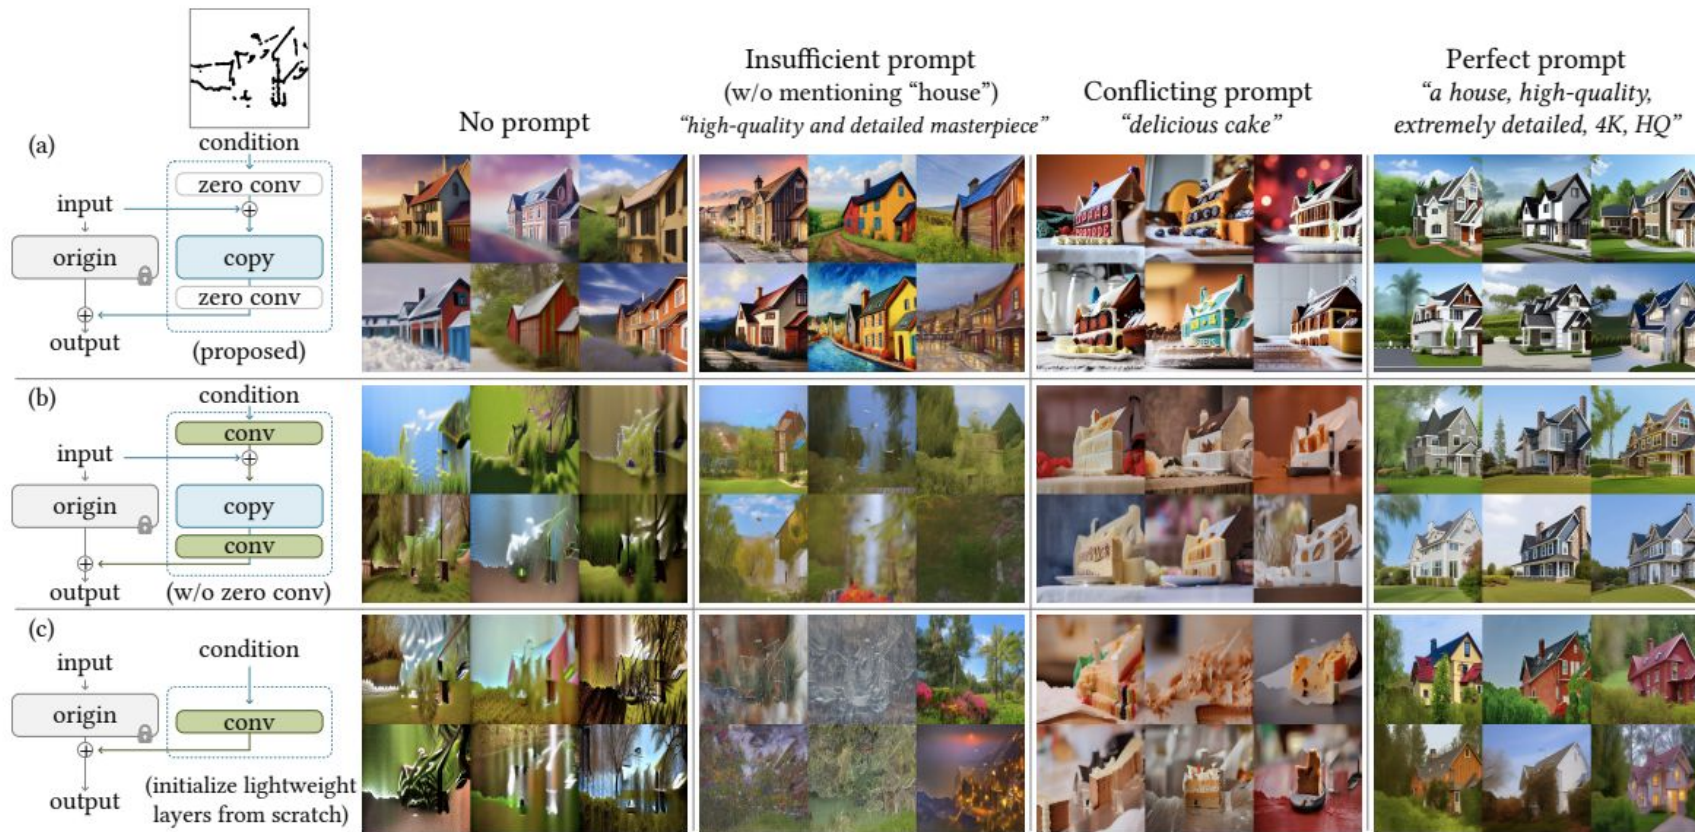 No prompt
Insufficient prompt
(w/o mentioning “house”)
“high-quality and detailed masterpiece”
Conflicting prompt
“delicious cake”
Perfect prompt
“a house, high-quality,
extremely detailed, 4K, HQ”
(a)
condition
zero conv
input
origin
copy
zero conv
output
(proposed)
(b)
condition
conv
input
origin
copy
conv
output
(w/o zero conv)
(c)
input
condition
origin
conv
output
(initialize lightweight
layers from scratch)